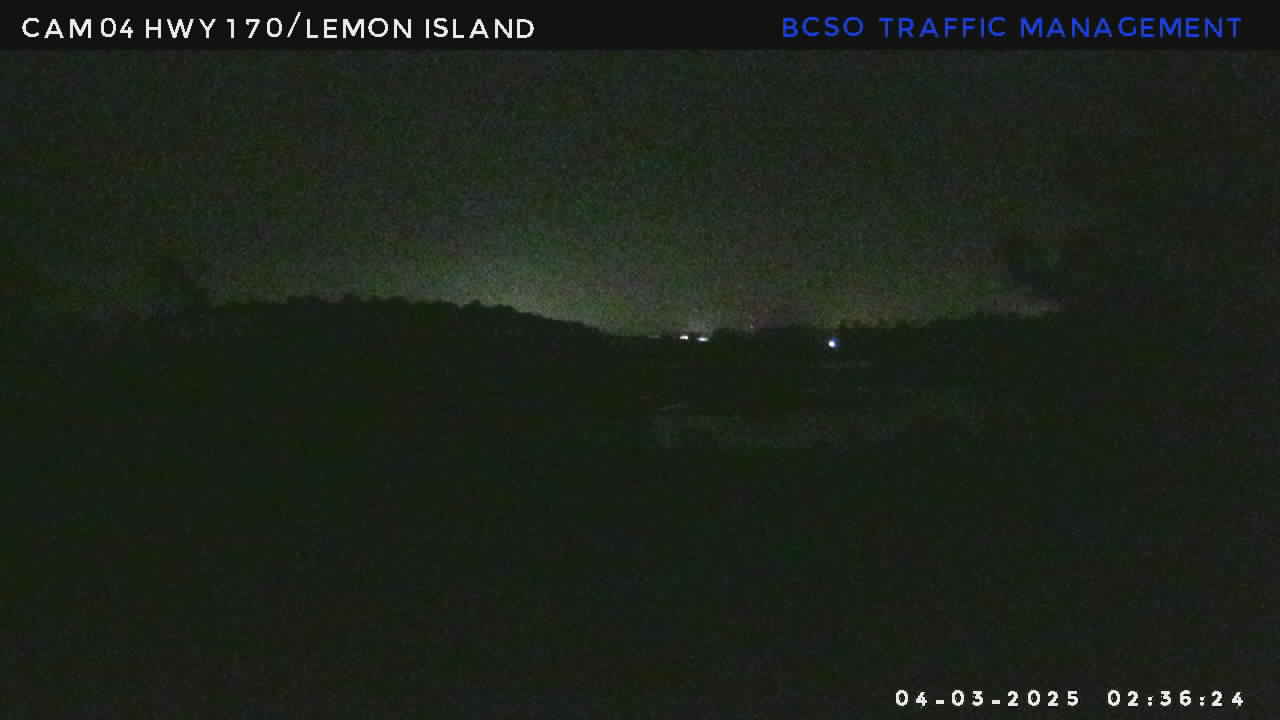 CAM04 HWY 170/LEMON ISLAND
BCSO TRAFFIC MANAGEMENT
04-03-2025 02:36:24